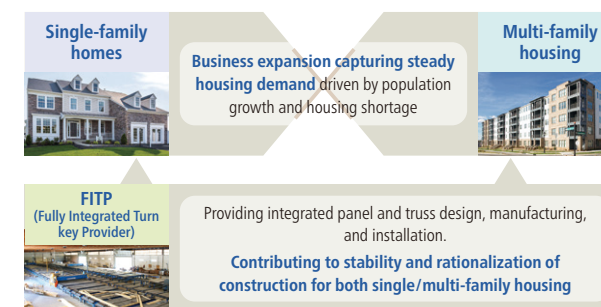 Single-family
homes
Business expansion capturing steady
housing demand driven by population
growth and housing shortage
Multi-family
housing
FITP
(Fully Integrated Turn
key Provider)
Providing integrated panel and truss design, manufacturing,
and installation.
Contributing to stability and rationalization of
construction for both single/multi-family housing